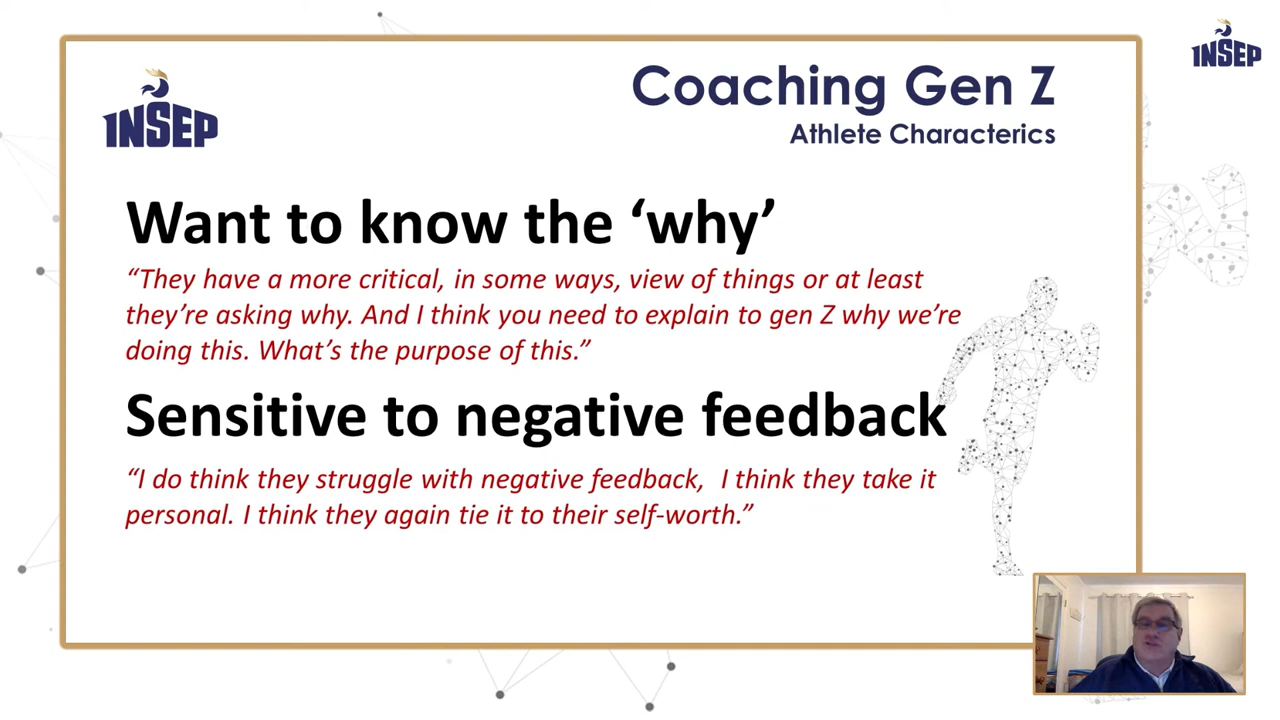 INSEP
INSEP
Coaching Gen Z
Athlete Characterics
Want to know the ‘why’
“They have a more critical, in some ways, view of things or at least
they’re asking why. And I think you need to explain to gen Z why we’re
doing this. What’s the purpose of this.”
Sensitive to negative feedback
“I do think they struggle with negative feedback,  I think they take it
personal. I think they again tie it to their self-worth.”